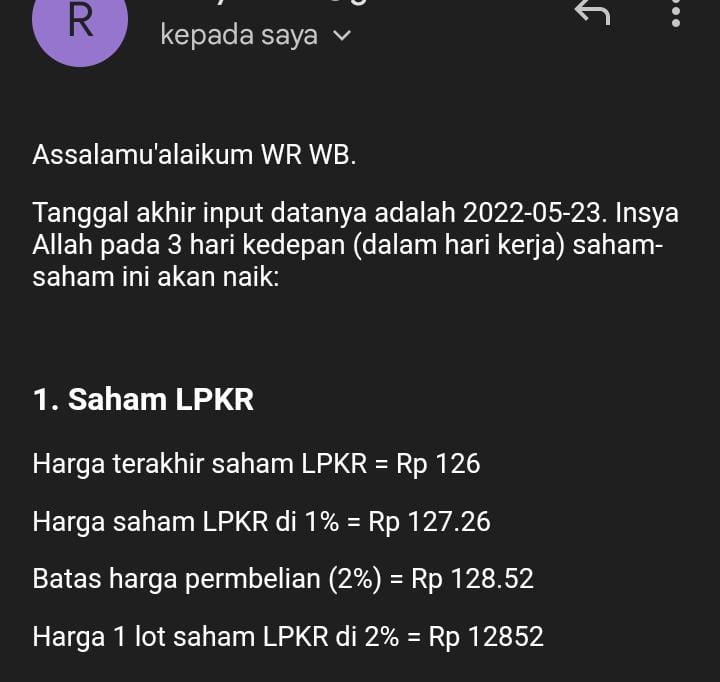 R
kepada saya
Assalamu'alaikum WR WB.
Tanggal akhir input datanya adalah 2022-05-23. Insya
Allah pada 3 hari kedepan (dalam hari kerja) saham-
saham ini akan naik:
1. Saham LPKR
Harga terakhir saham LPKR = Rp 126
Harga saham LPKR di 1% = Rp 127.26
Batas harga permbelian (2%) = Rp 128.52
Harga 1 lot saham LPKR di 2% = Rp 12852